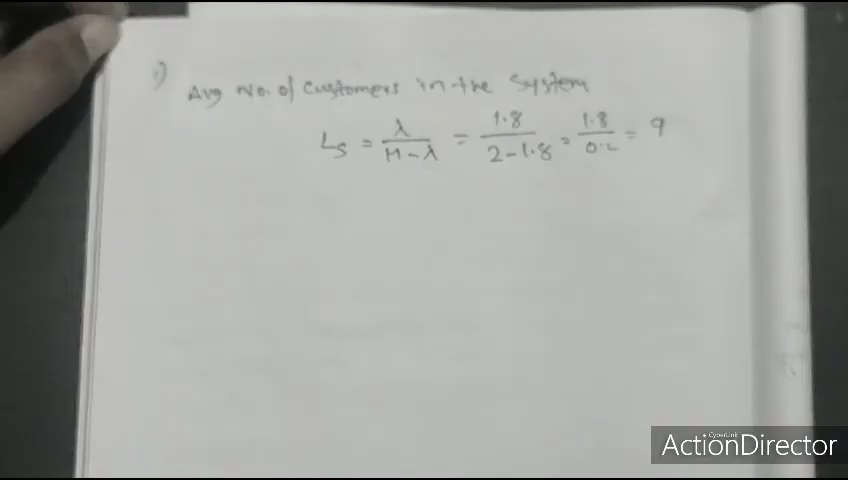 i) Avg No. of Customers in the System
Ls = λ / M - λ = 1.8 / 2 - 1.8 = 1.8 / 0.2 = 9
CyberLink
ActionDirector